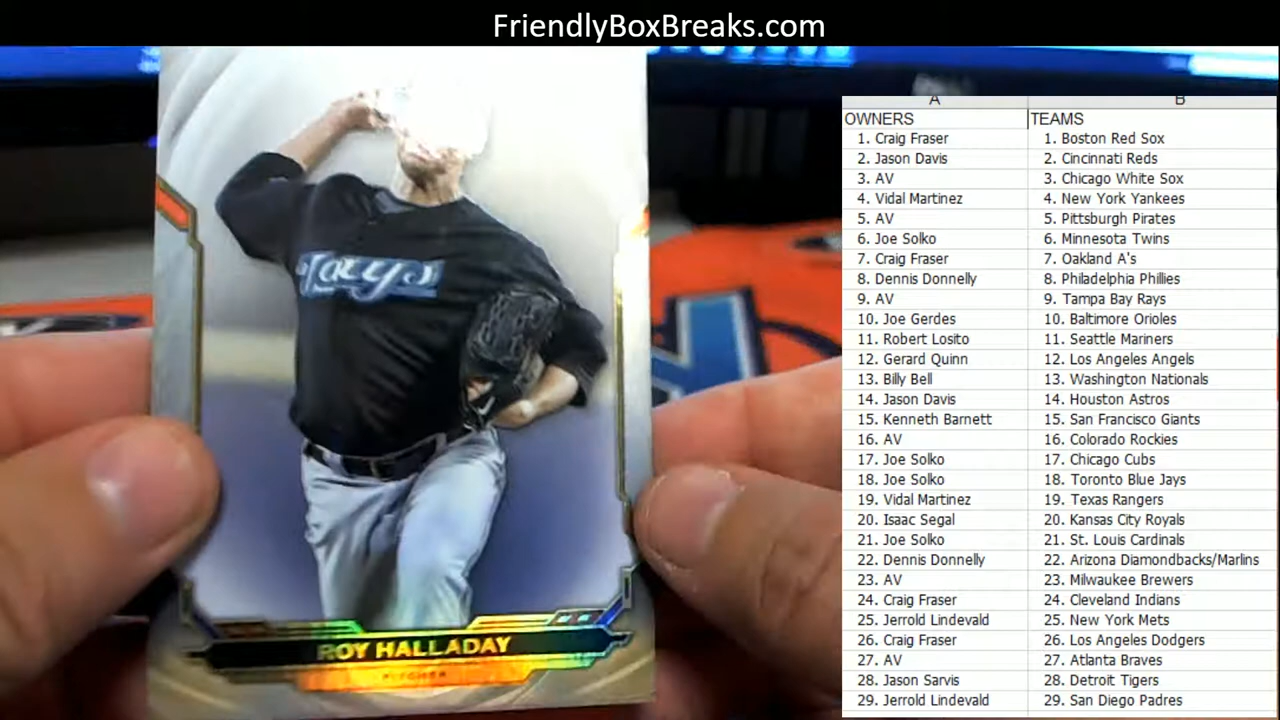 FriendlyBoxBreaks.com
Jays
ROY HALLADAY
PITCHER
A B
OWNERS TEAMS
1. Craig Fraser 1. Boston Red Sox
2. Jason Davis 2. Cincinnati Reds
3. AV 3. Chicago White Sox
4. Vidal Martinez 4. New York Yankees
5. AV 5. Pittsburgh Pirates
6. Joe Solko 6. Minnesota Twins
7. Craig Fraser 7. Oakland A's
8. Dennis Donnelly 8. Philadelphia Phillies
9. AV 9. Tampa Bay Rays
10. Joe Gerdes 10. Baltimore Orioles
11. Robert Losito 11. Seattle Mariners
12. Gerard Quinn 12. Los Angeles Angels
13. Billy Bell 13. Washington Nationals
14. Jason Davis 14. Houston Astros
15. Kenneth Barnett 15. San Francisco Giants
16. AV 16. Colorado Rockies
17. Joe Solko 17. Chicago Cubs
18. Joe Solko 18. Toronto Blue Jays
19. Vidal Martinez 19. Texas Rangers
20. Isaac Segal 20. Kansas City Royals
21. Joe Solko 21. St. Louis Cardinals
22. Dennis Donnelly 22. Arizona Diamondbacks/Marlins
23. AV 23. Milwaukee Brewers
24. Craig Fraser 24. Cleveland Indians
25. Jerrold Lindevald 25. New York Mets
26. Craig Fraser 26. Los Angeles Dodgers
27. AV 27. Atlanta Braves
28. Jason Sarvis 28. Detroit Tigers
29. Jerrold Lindevald 29. San Diego Padres